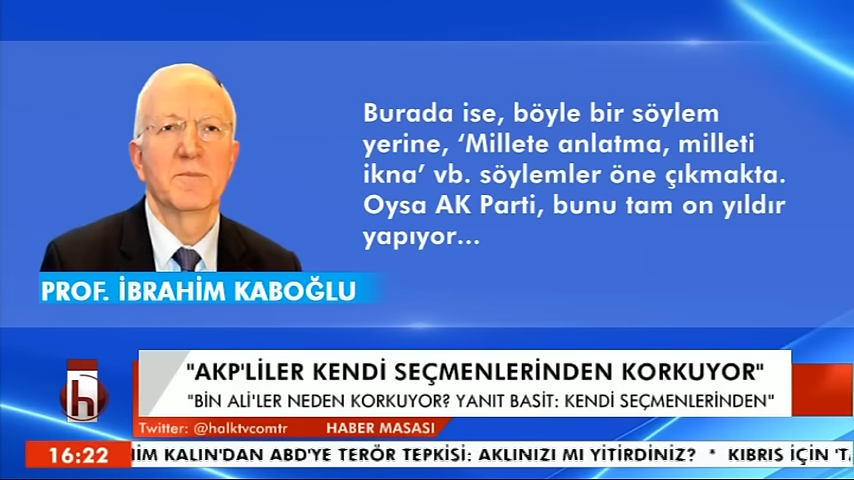 Burada ise, böyle bir söylem
yerine, ‘Millete anlatma, milleti
ikna’ vb. söylemler öne çıkmakta.
Oysa AK Parti, bunu tam on yıldır
yapıyor...
PROF. İBRAHİM KABOĞLU
h
"AKP'LİLER KENDİ SEÇMENLERİNDEN KORKUYOR"
"BİN ALİ'LER NEDEN KORKUYOR? YANIT BASİT: KENDİ SEÇMENLERİNDEN"
Twitter: @halktvcomtr HABER MASASI
16:22 HİM KALIN'DAN ABD'YE TERÖR TEPKİSİ: AKLINIZI MI YİTİRDİNİZ? * KIBRIS İÇİN 'TA